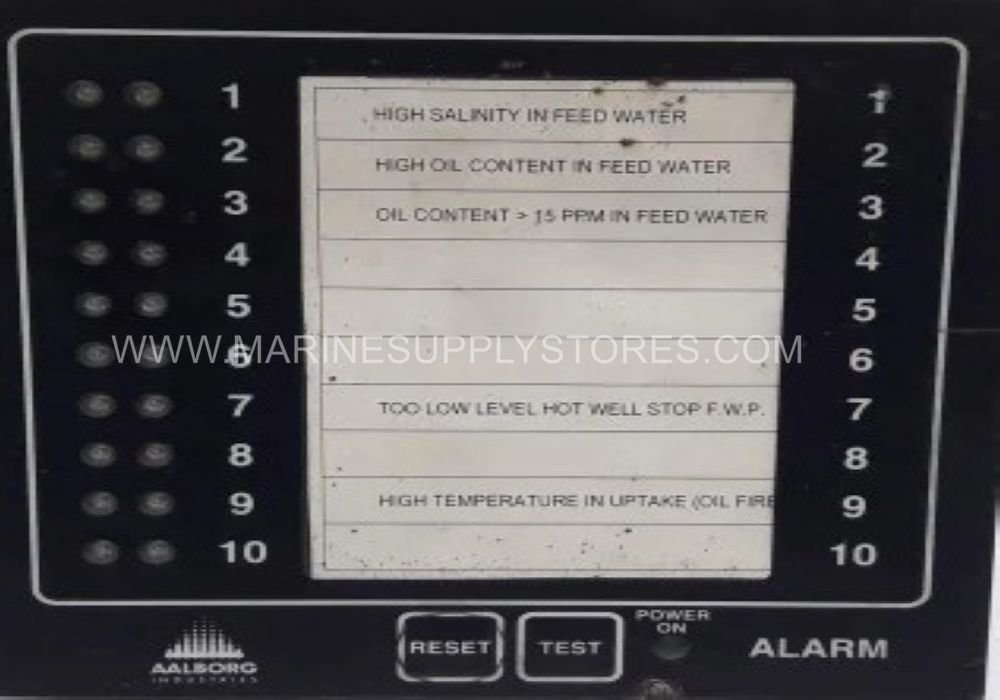 1 HIGH SALINITY IN FEED WATER 1
2 HIGH OIL CONTENT IN FEED WATER 2
3 OIL CONTENT > 15 PPM IN FEED WATER 3
4 4
5 5
WWW.MARINESUPPLYSTORES.COM
6 6
7 TOO LOW LEVEL HOT WELL STOP F.W.P. 7
8 8
9 HIGH TEMPERATURE IN UPTAKE (OIL FIRE 9
10 10
POWER
ON
RESET TEST ALARM
AALBORG
INDUSTRIES